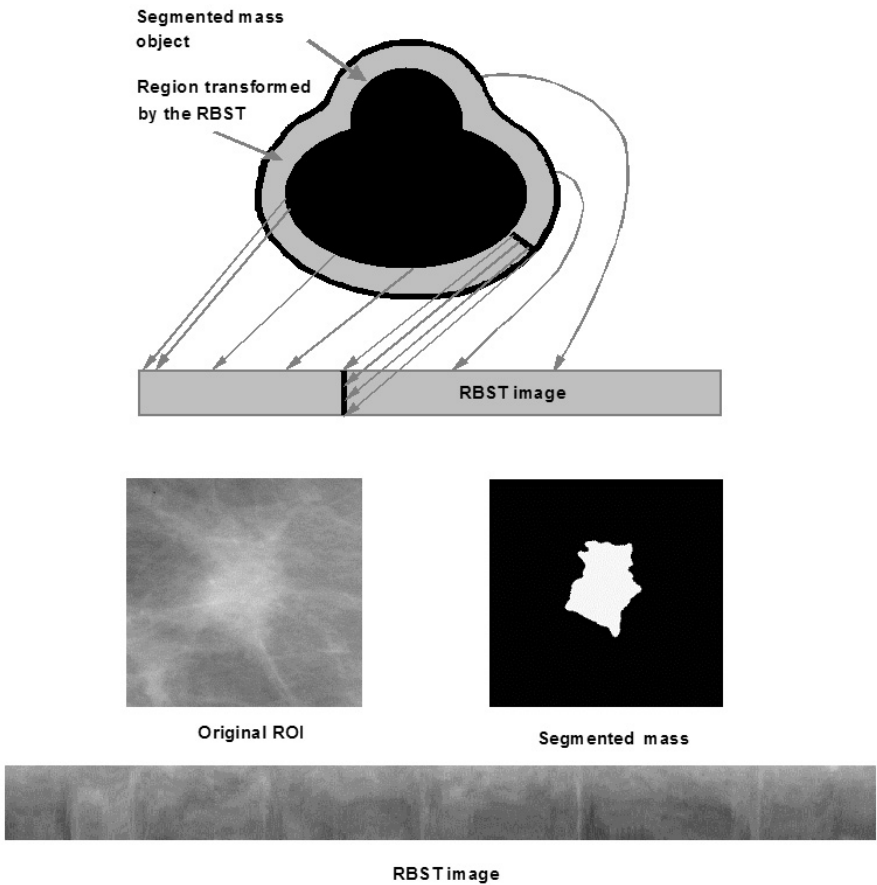 Segmented mass
object
Region transformed
by the RBST
RBST image
Original ROI
Segmented mass
RBST image